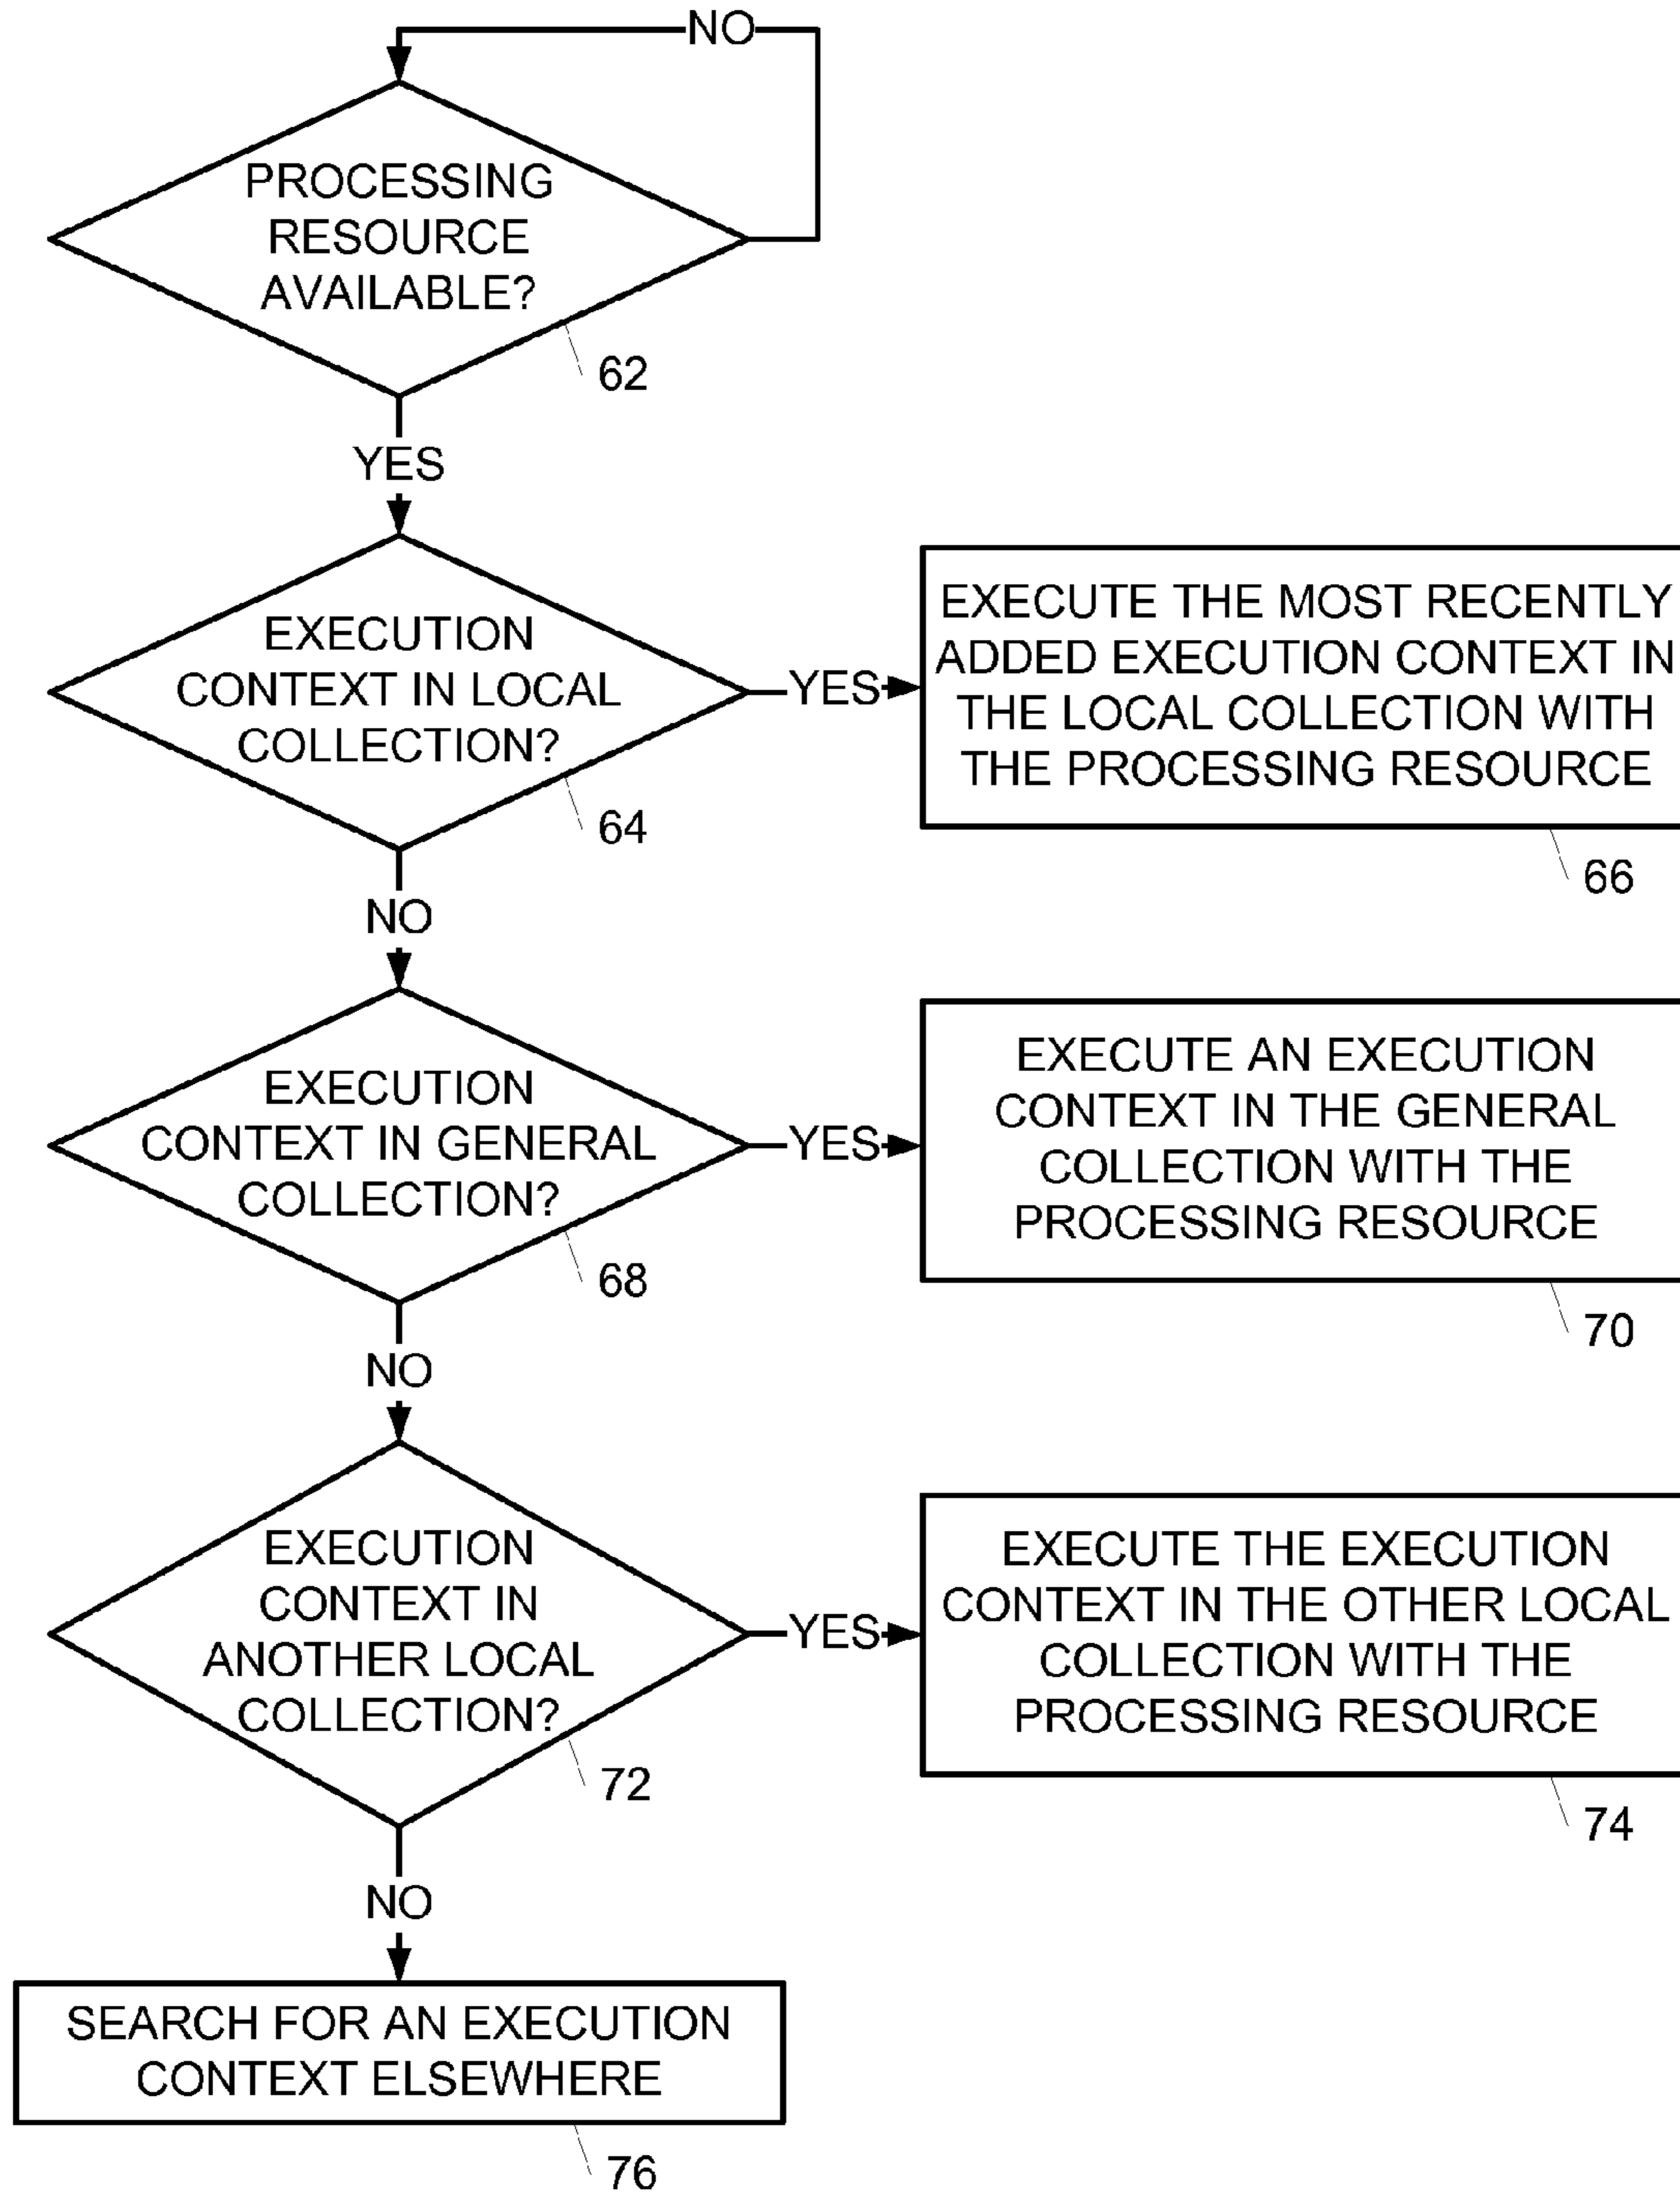 NO
PROCESSING
RESOURCE
AVAILABLE?
62
YES
EXECUTION
CONTEXT IN LOCAL
COLLECTION?
64
YES
EXECUTE THE MOST RECENTLY
ADDED EXECUTION CONTEXT IN
THE LOCAL COLLECTION WITH
THE PROCESSING RESOURCE
66
NO
EXECUTION
CONTEXT IN GENERAL
COLLECTION?
68
YES
EXECUTE AN EXECUTION
CONTEXT IN THE GENERAL
COLLECTION WITH THE
PROCESSING RESOURCE
70
NO
EXECUTION
CONTEXT IN
ANOTHER LOCAL
COLLECTION?
72
YES
EXECUTE THE EXECUTION
CONTEXT IN THE OTHER LOCAL
COLLECTION WITH THE
PROCESSING RESOURCE
74
NO
SEARCH FOR AN EXECUTION
CONTEXT ELSEWHERE
76